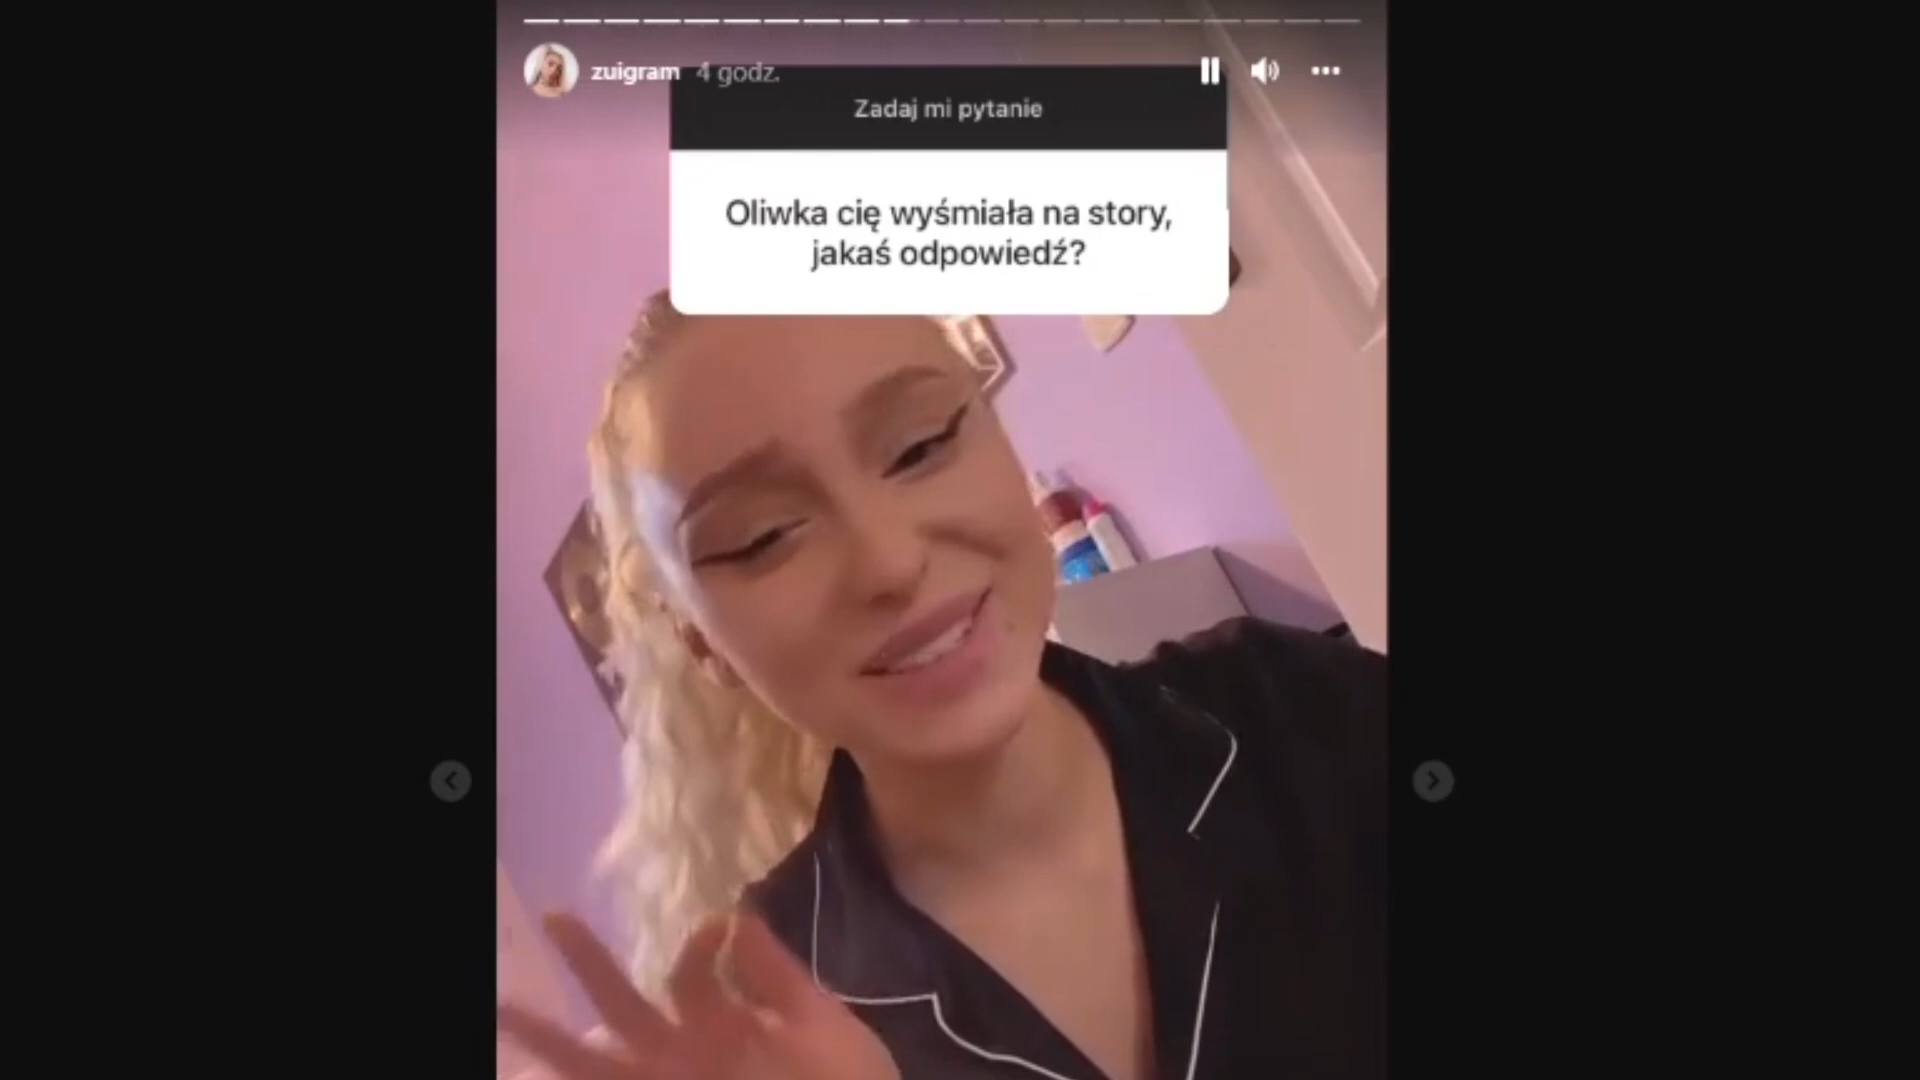 zuigram 4 godz.
Zadaj mi pytanie
Oliwka cię wyśmiała na story,
jakaś odpowiedź?